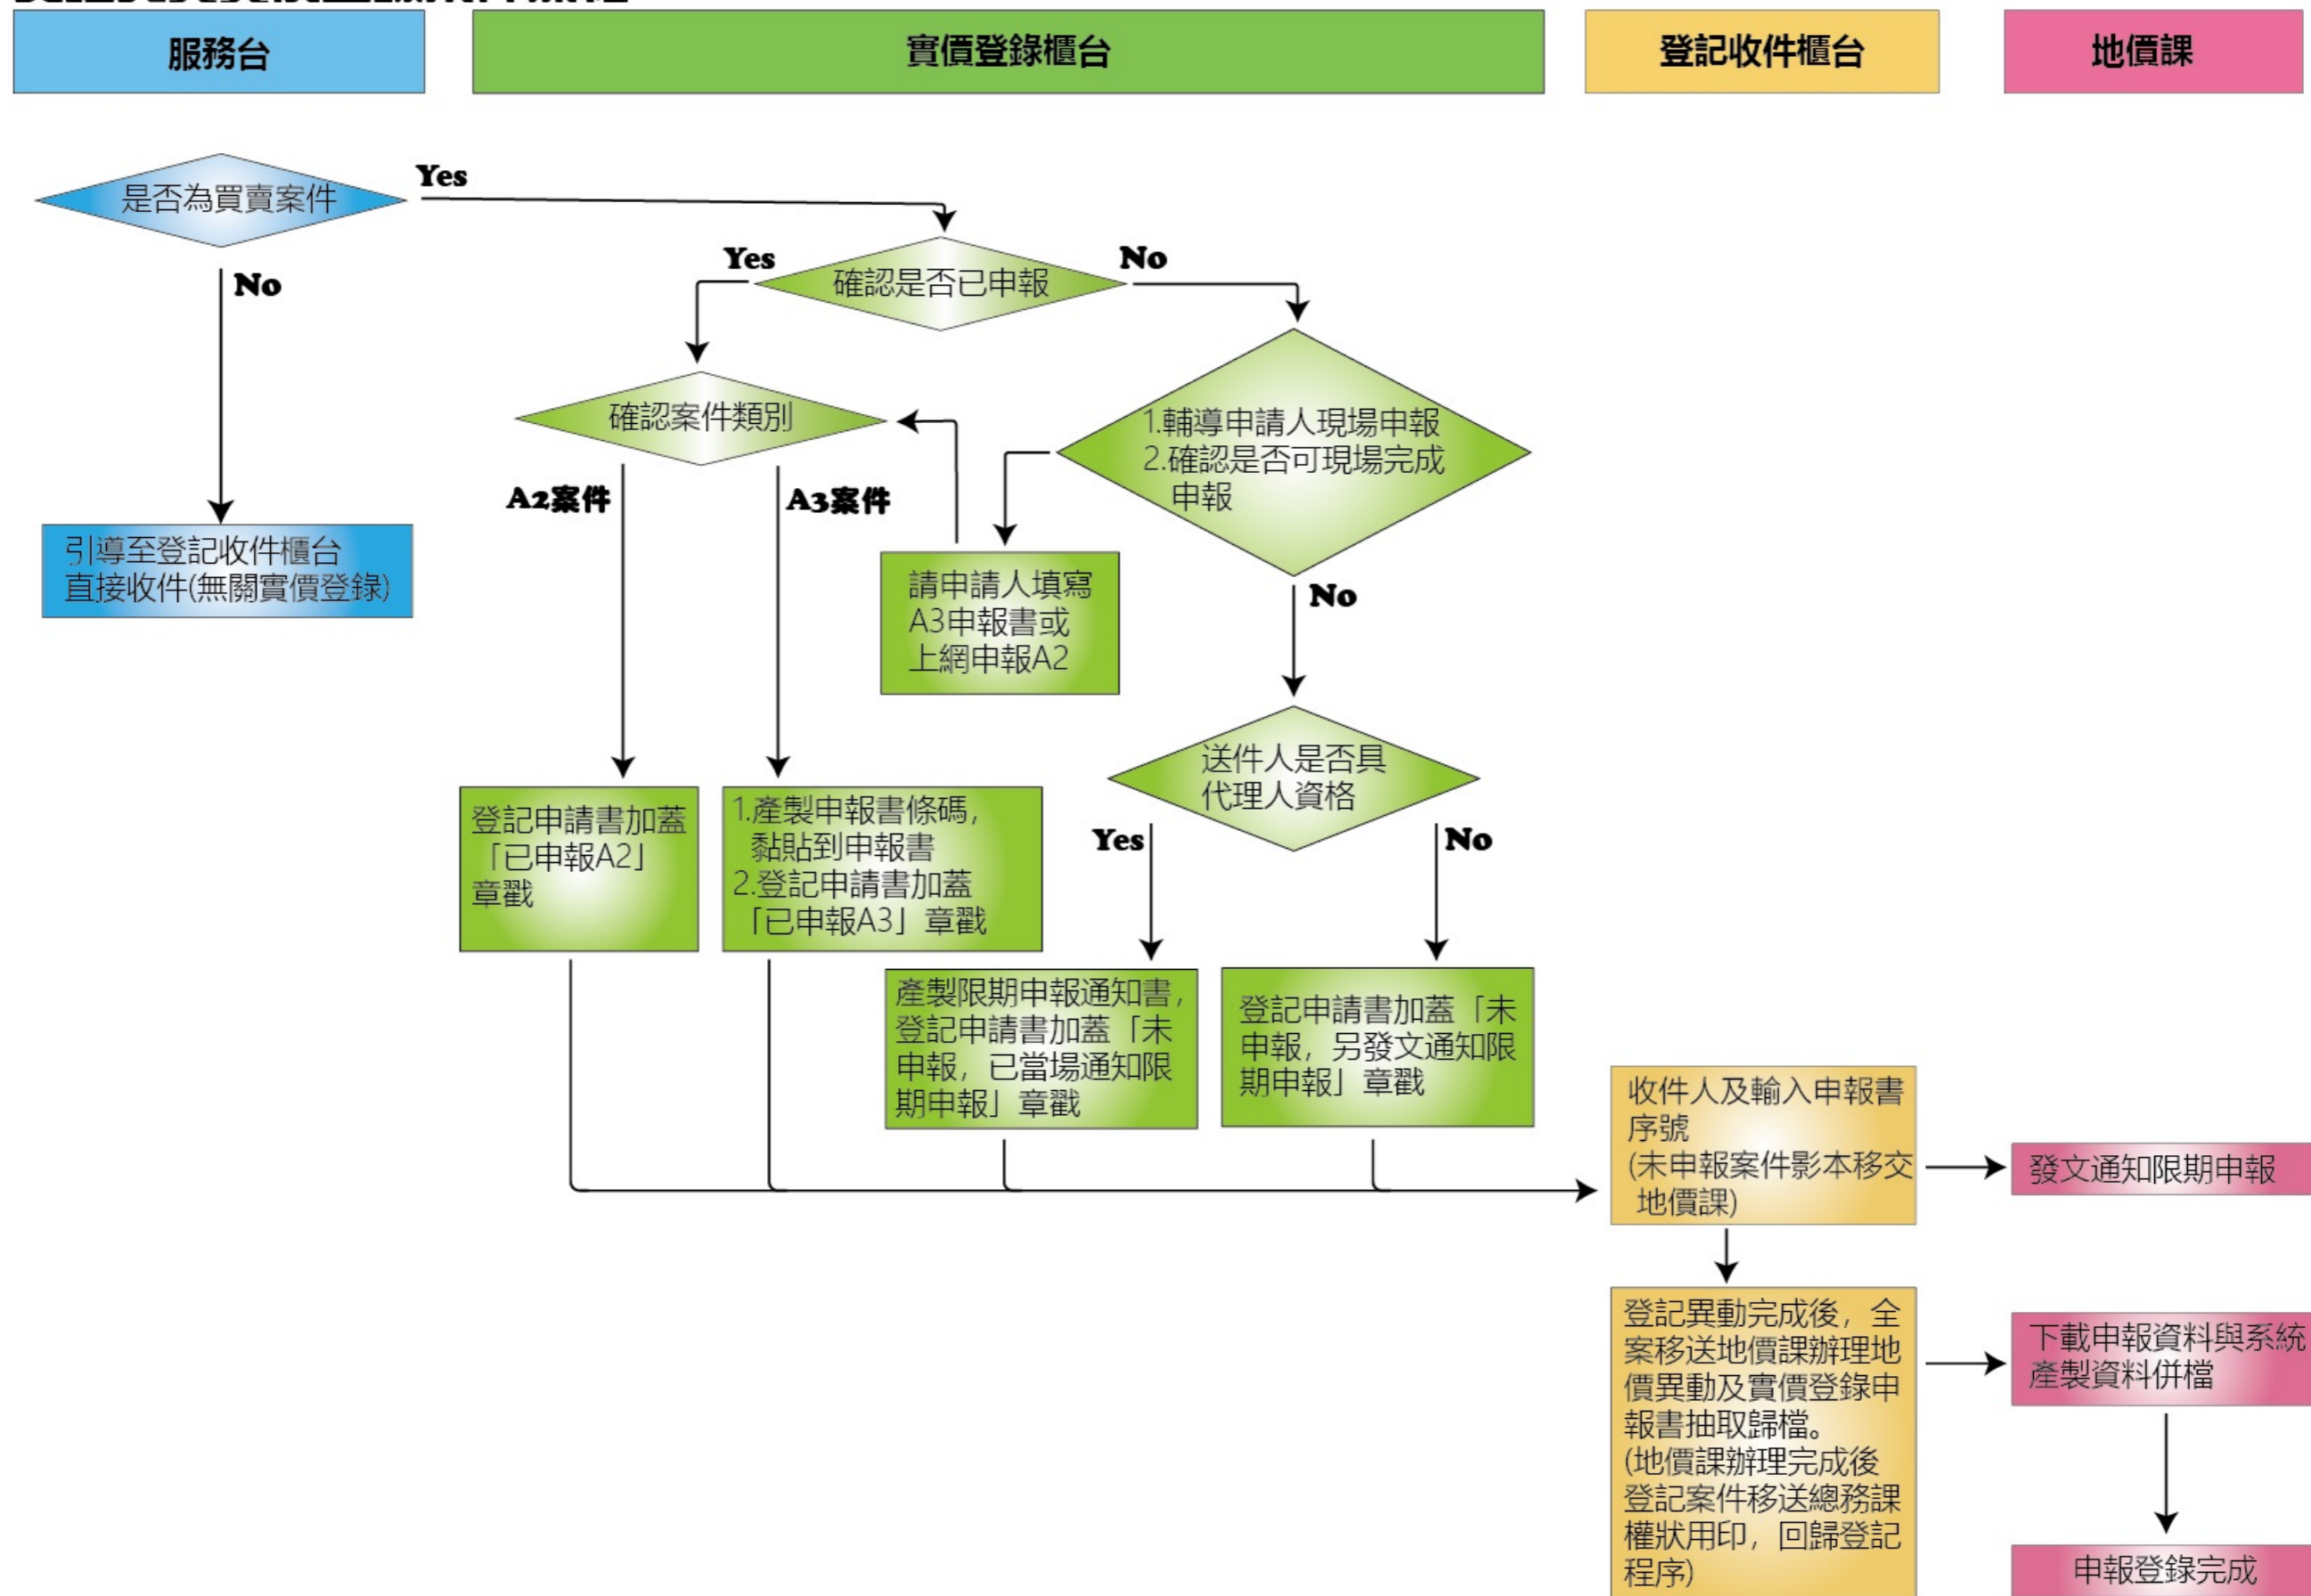 服務台
實價登錄櫃台
登記收件櫃台
地價課
是否為買賣案件
Yes
No
引導至登記收件櫃台
直接收件(無關實價登錄)
確認是否已申報
Yes
No
確認案件類別
A2案件
A3案件
1.輔導申請人現場申報
2.確認是否可現場完成
申報
請申請人填寫
A3申報書或
上網申報A2
No
送件人是否具
代理人資格
Yes
No
登記申請書加蓋
「已申報A2」
章戳
1.產製申報書條碼,
黏貼到申報書
2.登記申請書加蓋
「已申報A3」章戳
產製限期申報通知書,
登記申請書加蓋「未
申報, 已當場通知限
期申報」章戳
登記申請書加蓋「未
申報, 另發文通知限
期申報」章戳
收件人及輸入申報書
序號
(未申報案件影本移交
地價課)
發文通知限期申報
登記異動完成後, 全
案移送地價課辦理地
價異動及實價登錄申
報書抽取歸檔。
(地價課辦理完成後
登記案件移送總務課
權狀用印, 回歸登記
程序)
下載申報資料與系統
產製資料併檔
申報登錄完成